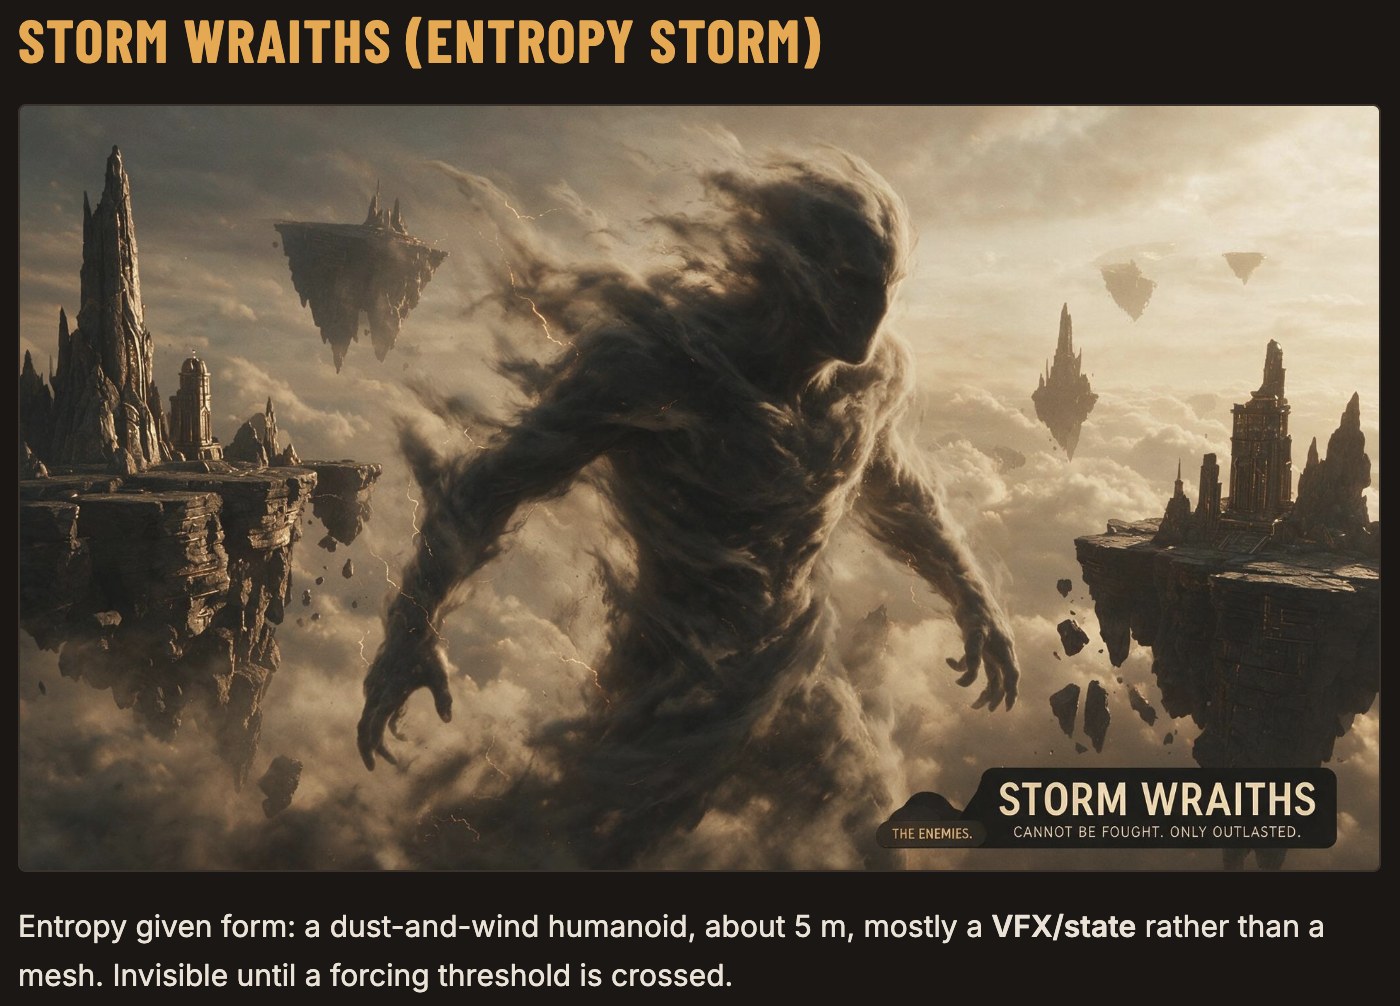 STORM WRAITHS (ENTROPY STORM)
THE ENEMIES.
STORM WRAITHS
CANNOT BE FOUGHT. ONLY OUTLASTED.
Entropy given form: a dust-and-wind humanoid, about 5 m, mostly a VFX/state rather than a
mesh. Invisible until a forcing threshold is crossed.